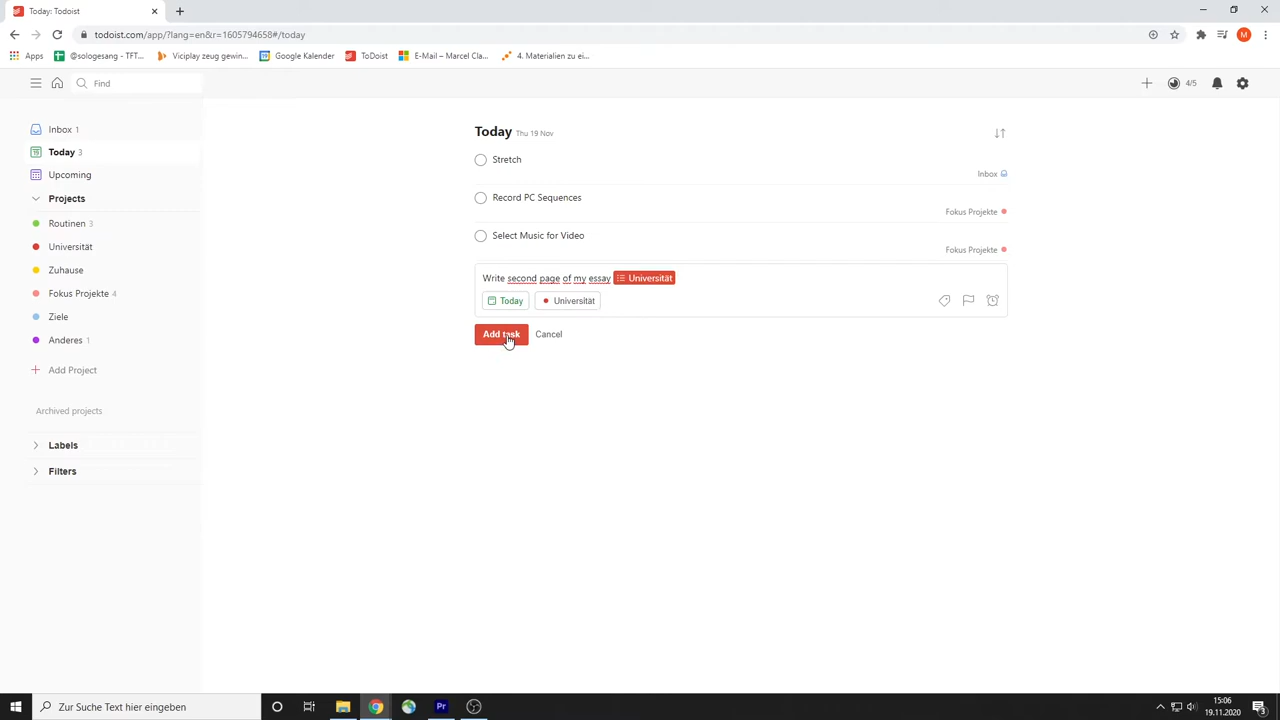 Today: Todoist
todoist.com/app/?lang=en&r=1605794658#/today
M
Apps
@sologesang - TFT...
Viciplay zeug gewin...
Google Kalender
ToDoist
E-Mail – Marcel Cla...
4. Materialien zu ei...
Find
4/5
Inbox 1
Today 3
Upcoming
Projects
Routinen 3
Universität
Zuhause
Fokus Projekte 4
Ziele
Anderes 1
Add Project
Archived projects
Labels
Filters
Today Thu 19 Nov
Stretch
Inbox
Record PC Sequences
Fokus Projekte
Select Music for Video
Fokus Projekte
Write second page of my essay Universität
Today Universität
Add task Cancel
Zur Suche Text hier eingeben
Pr
15:06
19.11.2020
3